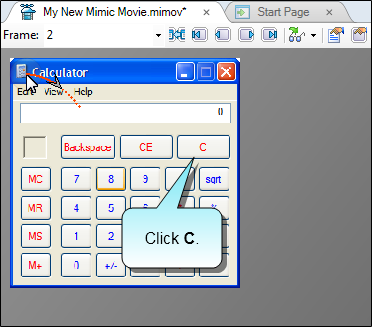 My New Mimic Movie.mimov* Start Page
Frame: 2
Calculator
View Help
0
Backspace CE C
MC 7 8 9 sqrt
MR 4 5
MS 1 2
M+ 0 +/-
Click C.